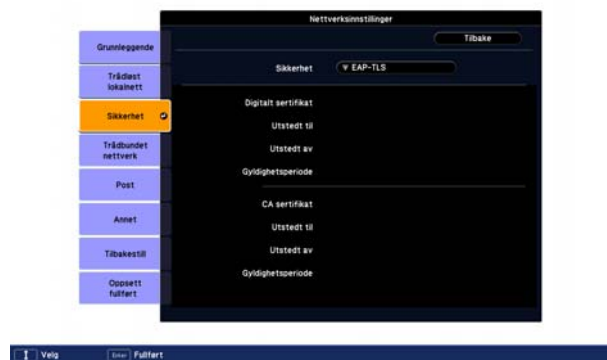 Nettverksinnstillinger
Tilbake
Grunnleggende
Trådløst
lokalnett
Sikkerhet
Trådbundet
nettverk
Post
Annet
Tilbakestill
Oppsett
fullført
Sikkerhet
EAP-TLS
Digitalt sertifikat
Utstedt til
Utstedt av
Gyldighetsperiode
CA sertifikat
Utstedt til
Utstedt av
Gyldighetsperiode
Velg
Enter Fullført